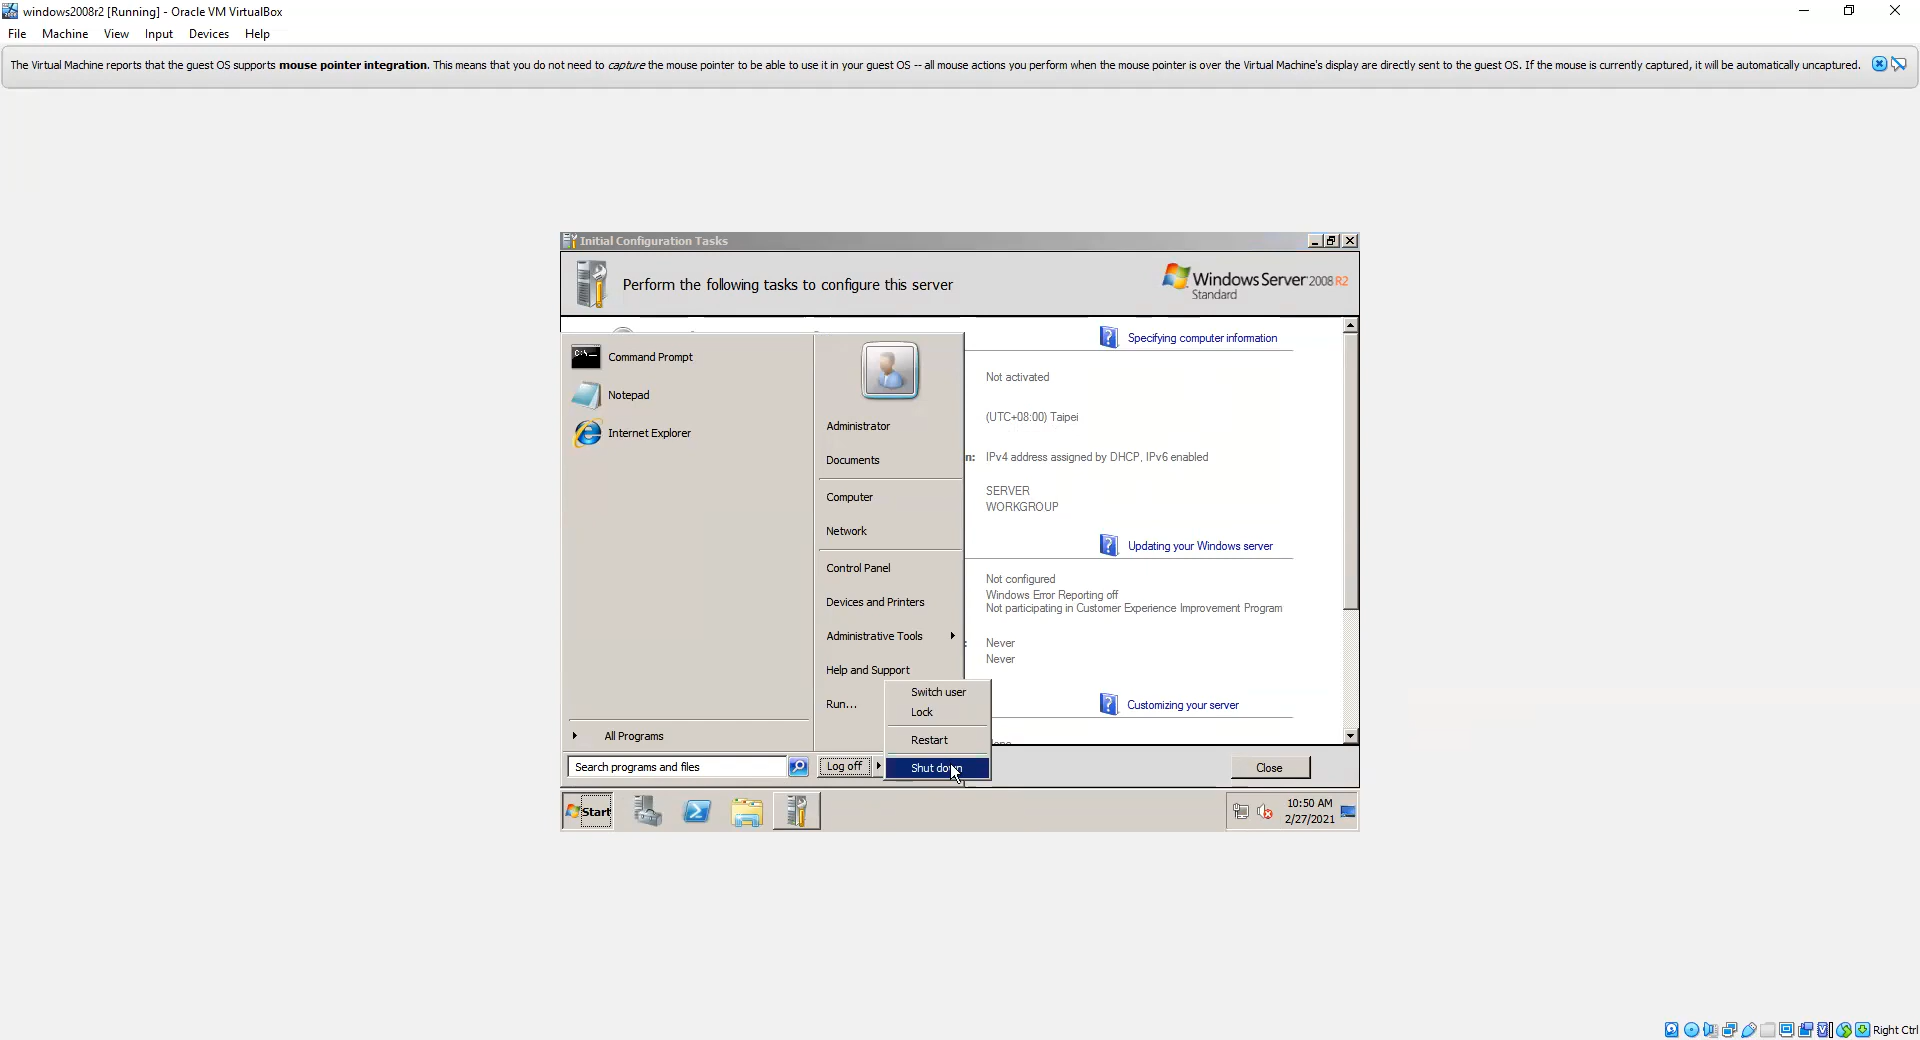 windows2008r2 [Running] - Oracle VM VirtualBox
File Machine View Input Devices Help
The Virtual Machine reports that the guest OS supports mouse pointer integration. This means that you do not need to capture the mouse pointer to be able to use it in your guest OS -- all mouse actions you perform when the mouse pointer is over the Virtual Machine's display are directly sent to the guest OS. If the mouse is currently captured, it will be automatically uncaptured.
Initial Configuration Tasks
Perform the following tasks to configure this server
Windows Server 2008 R2
Standard
Command Prompt
Notepad
Internet Explorer
All Programs
Search programs and files
Administrator
Documents
Computer
Network
Control Panel
Devices and Printers
Administrative Tools
Help and Support
Run...
Log off
Switch user
Lock
Restart
Shut down
Specifying computer information
Not activated
(UTC+08:00) Taipei
n: IPv4 address assigned by DHCP, IPv6 enabled
SERVER
WORKGROUP
Updating your Windows server
Not configured
Windows Error Reporting off
Not participating in Customer Experience Improvement Program
: Never
Never
Customizing your server
Close
Start
10:50 AM
2/27/2021
Right Ctrl